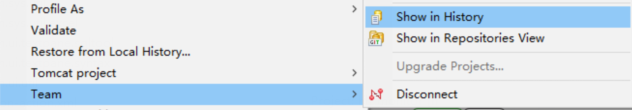 Profile As
Validate
Restore from Local History...
Tomcat project
Team
Show in History
GIT
Show in Repositories View
Upgrade Projects...
Disconnect